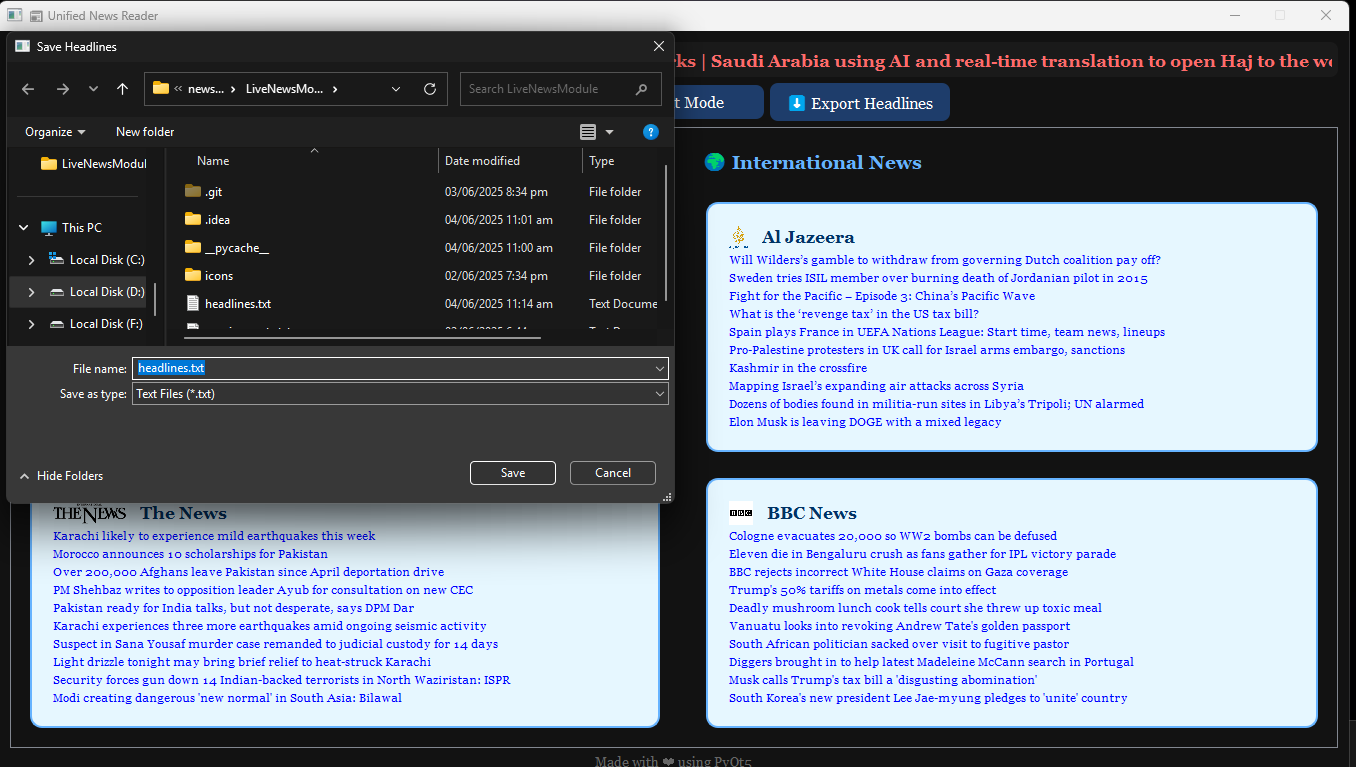 Unified News Reader
Save Headlines
ks | Saudi Arabia using AI and real-time translation to open Haj to the wo
news...
LiveNewsMo...
Search LiveNewsModule
t Mode
Export Headlines
Organize
New folder
LiveNewsModul
This PC
Local Disk (C:)
Local Disk (D:)
Local Disk (F:)
Name Date modified Type
.git 03/06/2025 8:34 pm File folder
.idea 04/06/2025 11:01 am File folder
__pycache__ 04/06/2025 11:00 am File folder
icons 02/06/2025 7:34 pm File folder
headlines.txt 04/06/2025 11:14 am Text Docume
File name: headlines.txt
Save as type: Text Files (*.txt)
Hide Folders
Save
Cancel
International News
Al Jazeera
Will Wilders’s gamble to withdraw from governing Dutch coalition pay off?
Sweden tries ISIL member over burning death of Jordanian pilot in 2015
Fight for the Pacific – Episode 3: China’s Pacific Wave
What is the ‘revenge tax’ in the US tax bill?
Spain plays France in UEFA Nations League: Start time, team news, lineups
Pro-Palestine protesters in UK call for Israel arms embargo, sanctions
Kashmir in the crossfire
Mapping Israel’s expanding air attacks across Syria
Dozens of bodies found in militia-run sites in Libya’s Tripoli; UN alarmed
Elon Musk is leaving DOGE with a mixed legacy
THE NEWS
The News
Karachi likely to experience mild earthquakes this week
Morocco announces 10 scholarships for Pakistan
Over 200,000 Afghans leave Pakistan since April deportation drive
PM Shehbaz writes to opposition leader Ayub for consultation on new CEC
Pakistan ready for India talks, but not desperate, says DPM Dar
Karachi experiences three more earthquakes amid ongoing seismic activity
Suspect in Sana Yousaf murder case remanded to judicial custody for 14 days
Light drizzle tonight may bring brief relief to heat-struck Karachi
Security forces gun down 14 Indian-backed terrorists in North Waziristan: ISPR
Modi creating dangerous 'new normal' in South Asia: Bilawal
BBC
BBC News
Cologne evacuates 20,000 so WW2 bombs can be defused
Eleven die in Bengaluru crush as fans gather for IPL victory parade
BBC rejects incorrect White House claims on Gaza coverage
Trump's 50% tariffs on metals come into effect
Deadly mushroom lunch cook tells court she threw up toxic meal
Vanuatu looks into revoking Andrew Tate's golden passport
South African politician sacked over visit to fugitive pastor
Diggers brought in to help latest Madeleine McCann search in Portugal
Musk calls Trump's tax bill a 'disgusting abomination'
South Korea's new president Lee Jae-myung pledges to 'unite' country
Made with ❤ using PyQt5